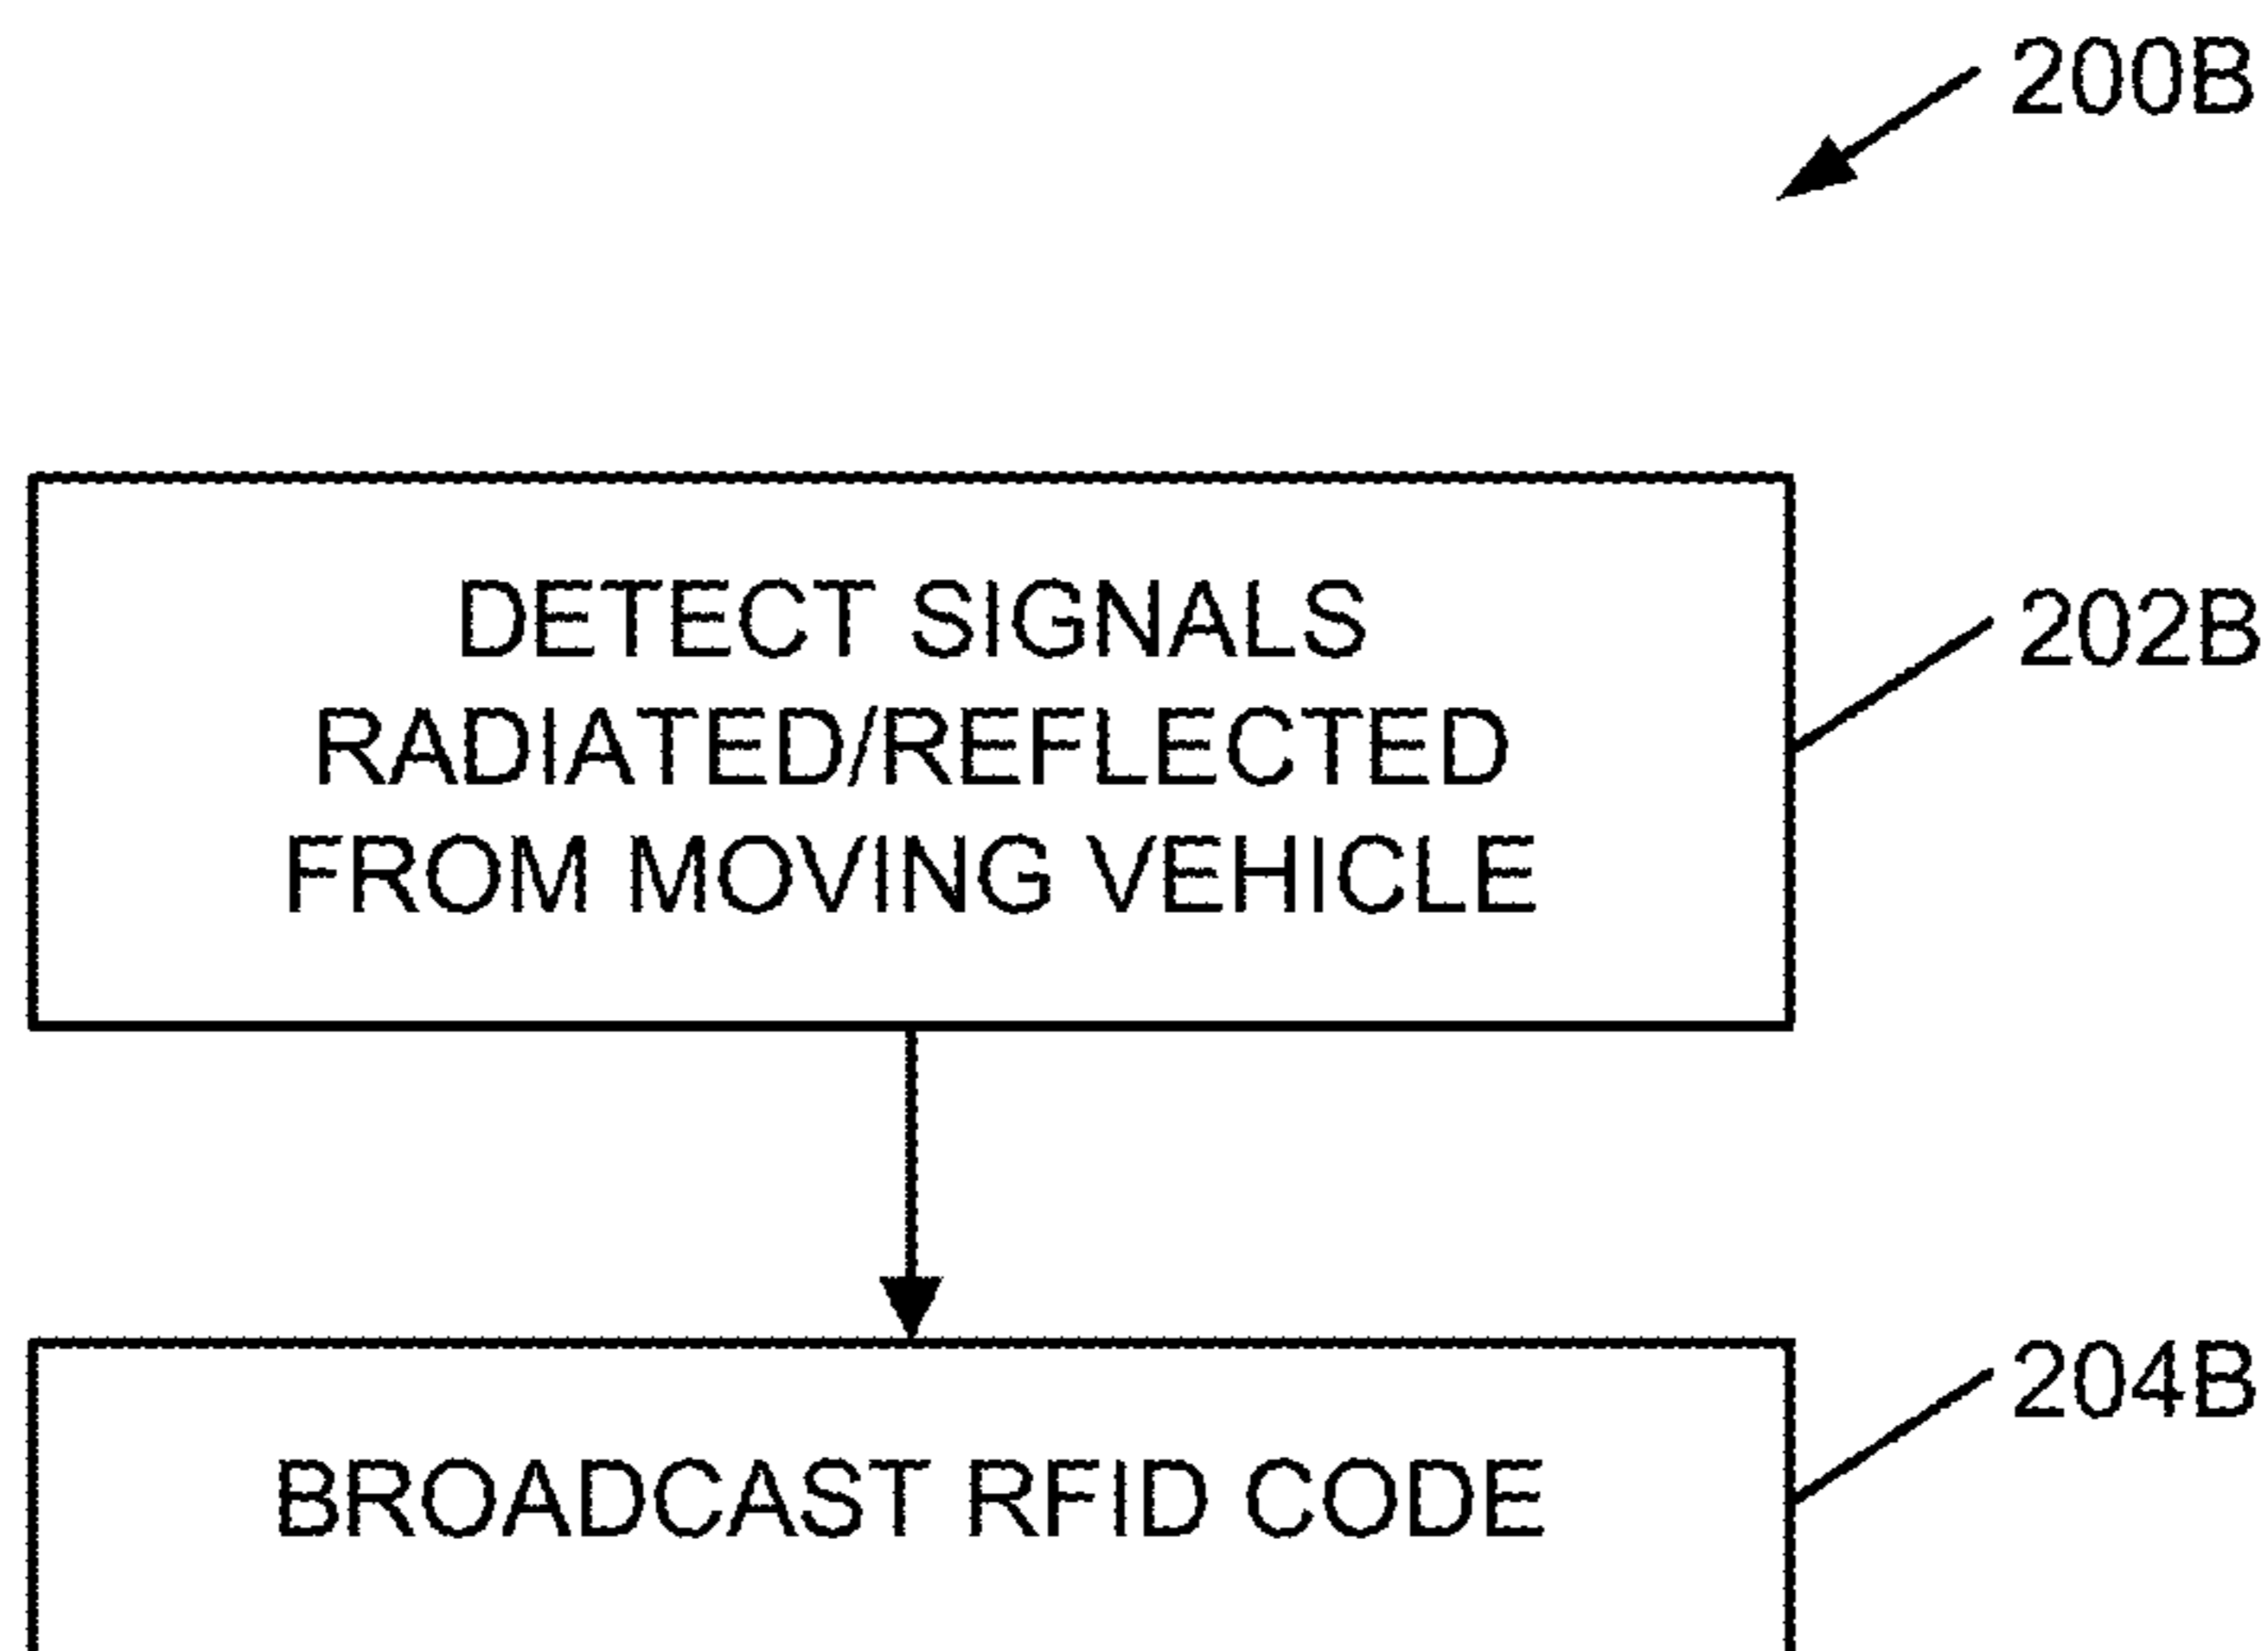 200B
DETECT SIGNALS
RADIATED/REFLECTED
FROM MOVING VEHICLE
202B
BROADCAST RFID CODE
204B